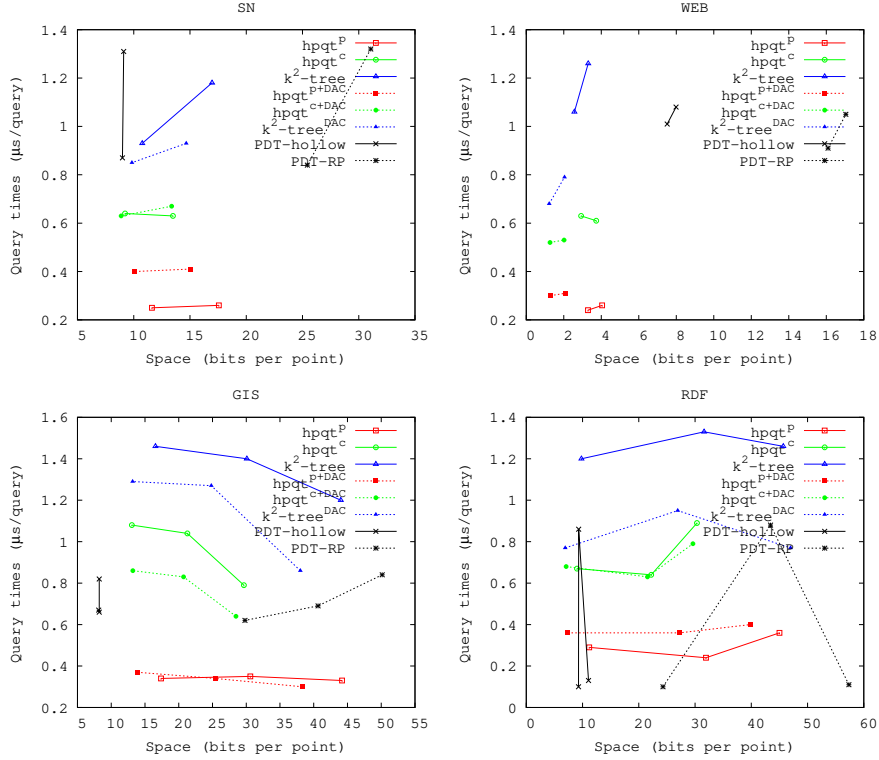 SN
Query times (μs/query)
1.4
1.2
1
0.8
0.6
0.4
0.2
5 10 15 20 25 30 35
Space (bits per point)
hpqt^p
hpqt^c
k^2-tree
hpqt^p+DAC
hpqt^c+DAC
k^2-tree^DAC
PDT-hollow
PDT-RP
WEB
Query times (μs/query)
1.4
1.2
1
0.8
0.6
0.4
0.2
0 2 4 6 8 10 12 14 16 18
Space (bits per point)
hpqt^p
hpqt^c
k^2-tree
hpqt^p+DAC
hpqt^c+DAC
k^2-tree^DAC
PDT-hollow
PDT-RP
GIS
Query times (μs/query)
1.6
1.4
1.2
1
0.8
0.6
0.4
0.2
5 10 15 20 25 30 35 40 45 50 55
Space (bits per point)
hpqt^p
hpqt^c
k^2-tree
hpqt^p+DAC
hpqt^c+DAC
k^2-tree^DAC
PDT-hollow
PDT-RP
RDF
Query times (μs/query)
1.4
1.2
1
0.8
0.6
0.4
0.2
0
0 10 20 30 40 50 60
Space (bits per point)
hpqt^p
hpqt^c
k^2-tree
hpqt^p+DAC
hpqt^c+DAC
k^2-tree^DAC
PDT-hollow
PDT-RP